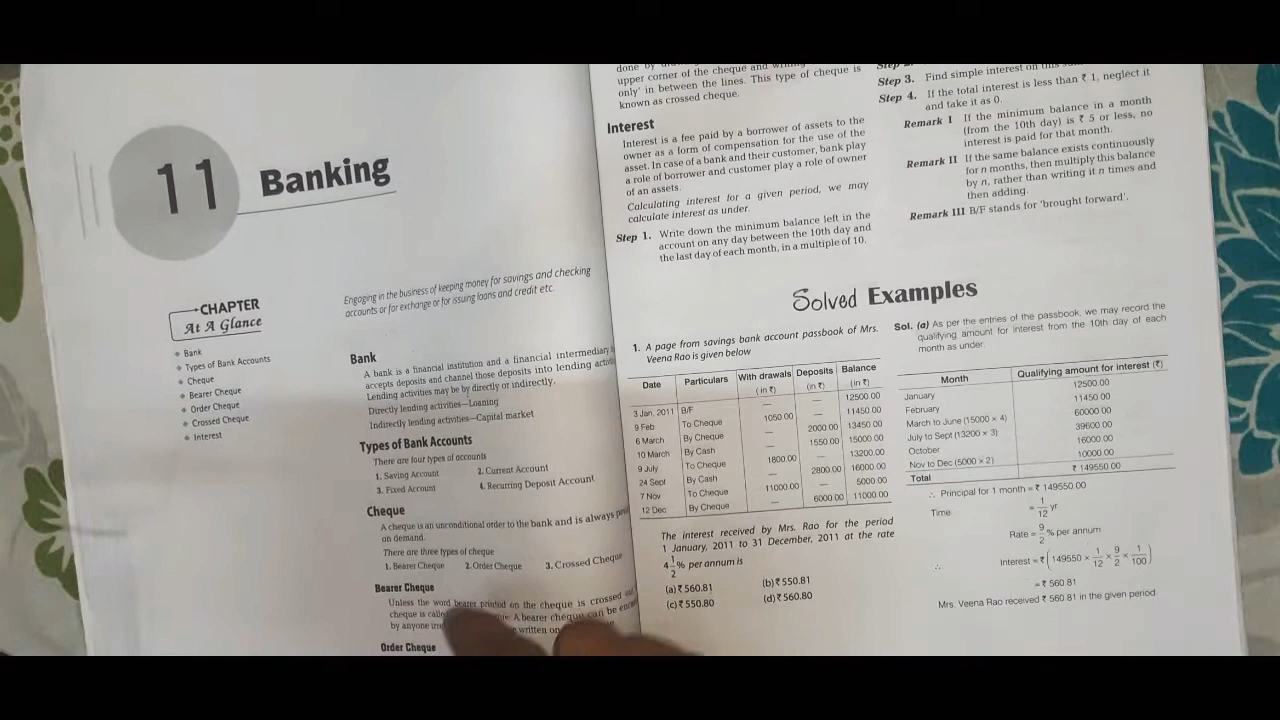 11 Banking
CHAPTER
At A Glance
Bank
Types of Bank Accounts
Cheque
Bearer Cheque
Order Cheque
Crossed Cheque
Interest
Engaging in the business of keeping money for savings and checking
accounts or for exchange or for issuing loans and credit etc.
Bank
A bank is a financial institution and a financial intermediary
accepts deposits and channel those deposits into lending
Lending activities may be by directly or indirectly.
Directly lending activities—Loaning
Indirectly lending activities—Capital market
Types of Bank Accounts
There are four types of accounts
1. Saving Account 2. Current Account
3. Fixed Account 4. Recurring Deposit Account
Cheque
A cheque is an unconditional order to the bank and is always
on demand.
There are three types of cheque
1. Bearer Cheque 2. Order Cheque 3. Crossed Cheque
Bearer Cheque
Unless the word bearer printed on the cheque is crossed
cheque is called A bearer cheque can be
by anyone written on
Order Cheque
done by
upper corner of the cheque and
only' in between the lines. This type of cheque is
known as crossed cheque.
Interest
Interest is a fee paid by a borrower of assets to the
owner as a form of compensation for the use of the
asset. In case of a bank and their customer, bank play
a role of borrower and customer play a role of owner
of an assets.
Calculating interest for a given period, we may
calculate interest as under.
Step 1. Write down the minimum balance left in the
account on any day between the 10th day and
the last day of each month, in a multiple of 10.
Step 3. Find simple interest on this
Step 4. If the total interest is less than ₹ 1, neglect it
and take it as 0.
Remark I If the minimum balance in a month
(from the 10th day) is ₹ 5 or less, no
interest is paid for that month.
Remark II If the same balance exists continuously
for n months, then multiply this balance
by n, rather than writing it n times and
then adding.
Remark III B/F stands for 'brought forward'.
Solved Examples
1. A page from savings bank account passbook of Mrs.
Veena Rao is given below
Date Particulars With drawals (in ₹) Deposits (in ₹) Balance (in ₹)
3 Jan, 2011 B/F — — 12500.00
9 Feb To Cheque 1050.00 — 11450.00
6 March By Cheque — 2000.00 13450.00
10 March By Cash — 1550.00 15000.00
9 July To Cheque 1800.00 — 13200.00
24 Sept By Cash — 2800.00 16000.00
7 Nov To Cheque 11000.00 — 5000.00
12 Dec By Cheque — 6000.00 11000.00
The interest received by Mrs. Rao for the period
1 January, 2011 to 31 December, 2011 at the rate
4 1/2 % per annum is
(a) ₹ 560.81 (b) ₹ 550.81
(c) ₹ 550.80 (d) ₹ 560.80
Sol. (a) As per the entries of the passbook, we may record the
qualifying amount for interest from the 10th day of each
month as under.
Month Qualifying amount for interest (₹)
January 12500.00
February 11450.00
March to June (15000 × 4) 60000.00
July to Sept (13200 × 3) 39600.00
October 16000.00
Nov to Dec (5000 × 2) 10000.00
Total ₹ 149550.00
∴ Principal for 1 month = ₹ 149550.00
Time = 1/12 yr
Rate = 9/2 % per annum
∴ Interest = ₹ (149550 × 1/12 × 9/2 × 1/100)
= ₹ 560.81
Mrs. Veena Rao received ₹ 560.81 in the given period